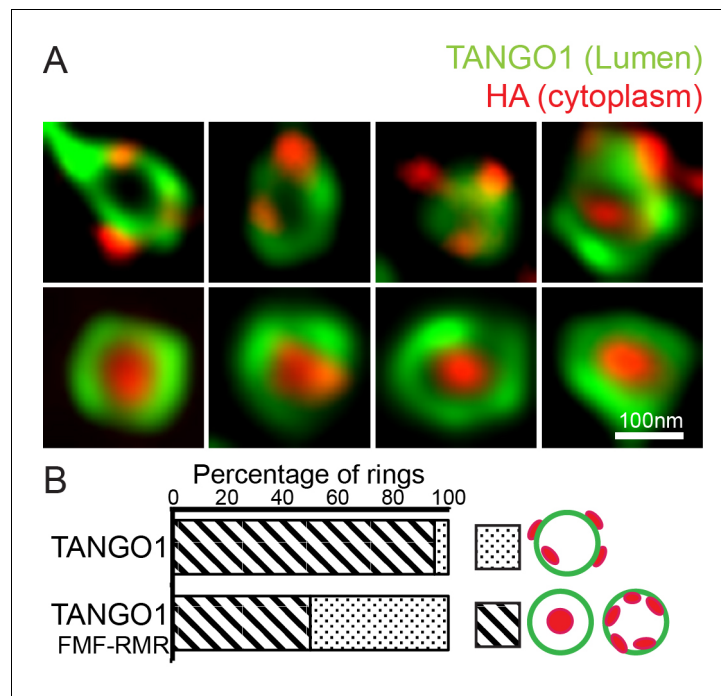 A
TANGO1 (Lumen)
HA (cytoplasm)
100nm
B
Percentage of rings
0 20 40 60 80 100
TANGO1
TANGO1
FMF-RMR